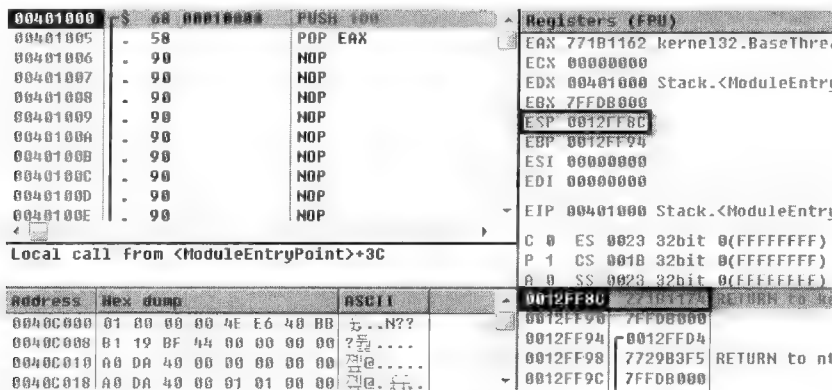 00401000 $ 68 00010000 PUSH 100
00401005 . 58 POP EAX
00401006 . 90 NOP
00401007 . 90 NOP
00401008 . 90 NOP
00401009 . 90 NOP
0040100A . 90 NOP
0040100B . 90 NOP
0040100C . 90 NOP
0040100D . 90 NOP
0040100E . 90 NOP
Local call from <ModuleEntryPoint>+3C
Registers (FPU)
EAX 771B1162 kernel32.BaseThrea
ECX 00000000
EDX 00401000 Stack.<ModuleEntry
EBX 7FFDB000
ESP 0012FF8C
EBP 0012FF94
ESI 00000000
EDI 00000000
EIP 00401000 Stack.<ModuleEntry
C 0 ES 0023 32bit 0(FFFFFFFF)
P 1 CS 001B 32bit 0(FFFFFFFF)
A 0 SS 0023 32bit 0(FFFFFFFF)
Address Hex dump ASCII
0040C000 01 00 00 00 4E E6 40 BB ..N??
0040C008 B1 19 BF 44 00 00 00 00 .....
0040C010 A0 DA 40 00 00 00 00 00 @.....
0040C018 A0 DA 40 00 01 01 00 00 @.
0012FF8C 771B1174 RETURN to ke
0012FF90 7FFDB000
0012FF94 0012FFD4
0012FF98 7729B3F5 RETURN to nt
0012FF9C 7FFDB000